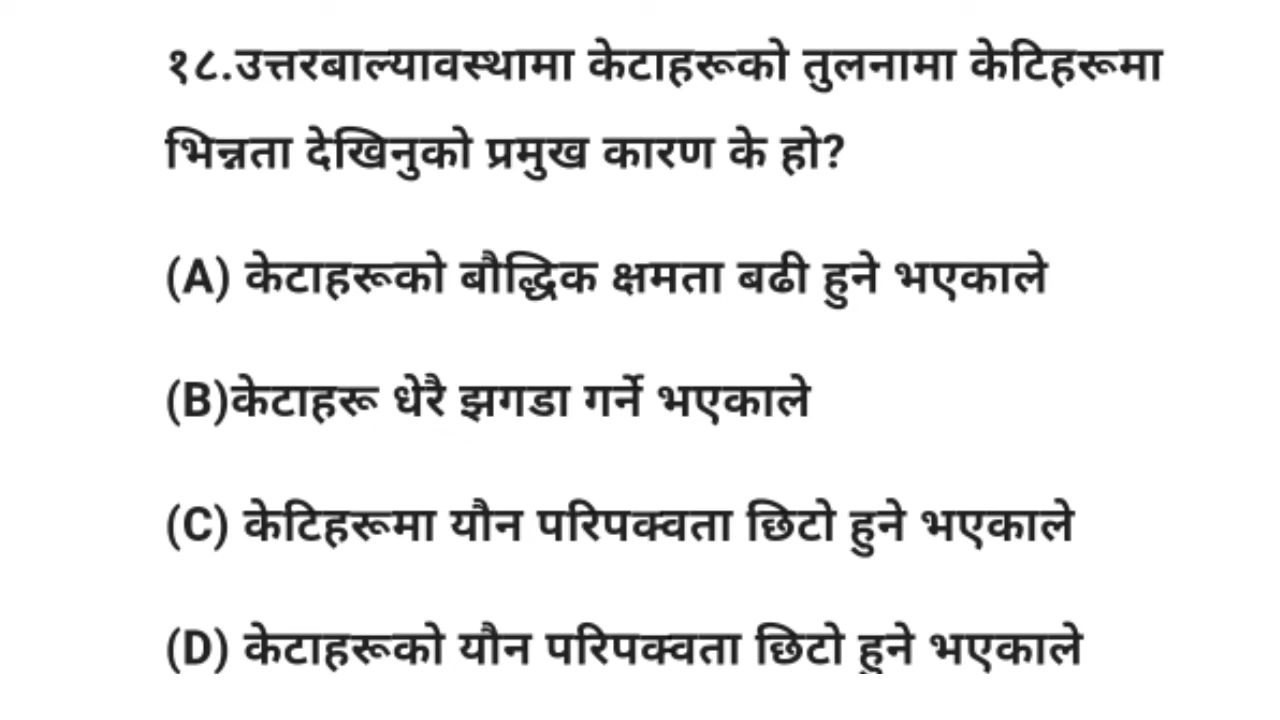 १८.उत्तरबाल्यावस्थामा केटाहरूको तुलनामा केटिहरूमा
भिन्नता देखिनुको प्रमुख कारण के हो?
(A) केटाहरूको बौद्धिक क्षमता बढी हुने भएकाले
(B)केटाहरू धेरै झगडा गर्ने भएकाले
(C) केटिहरूमा यौन परिपक्वता छिटो हुने भएकाले
(D) केटाहरूको यौन परिपक्वता छिटो हुने भएकाले